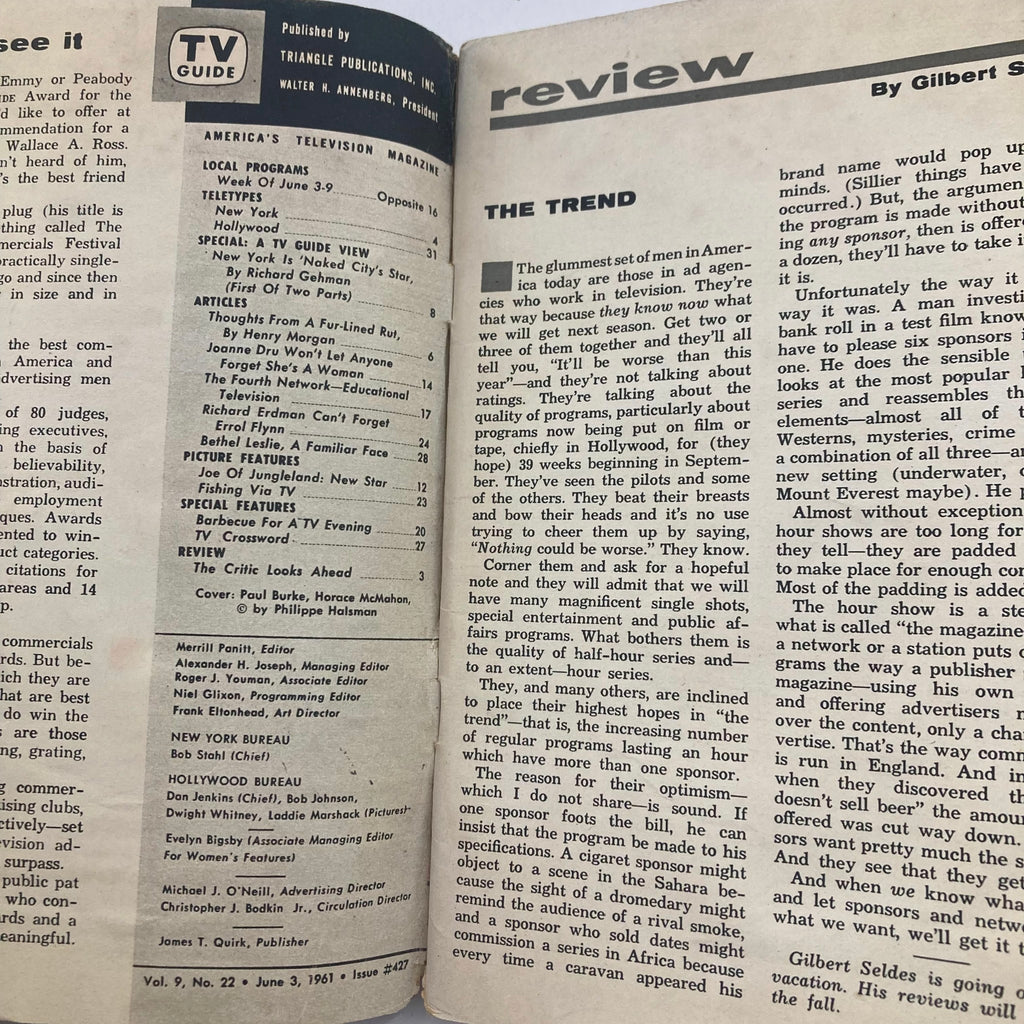 see it
Emmy or Peabody
Award for the
like to offer at
for a
Wallace A. Ross.
heard of him,
the best friend
plug (his title is
called The
Festival
practically single-
and since then
in size and in
the best com-
America and
advertising men
of 80 judges,
executives,
the basis of
believability,
audi-
employment
Awards
to win-
categories.
citations for
areas and 14
commercials
But be-
they are
that are best
do win the
are those
grating,
commer-
clubs,
set
ad-
surpass.
public pat
who con-
and a
meaningful.
TV
GUIDE
Published by
TRIANGLE PUBLICATIONS, INC.
WALTER H. ANNENBERG, President
AMERICA'S TELEVISION MAGAZINE
LOCAL PROGRAMS
Week Of June 3-9 Opposite 16
TELETYPES
New York 4
Hollywood 31
SPECIAL: A TV GUIDE VIEW
New York Is 'Naked City's Star,
By Richard Gehman
(First Of Two Parts) 8
ARTICLES
Thoughts From A Fur-Lined Rut,
By Henry Morgan 6
Joanne Dru Won't Let Anyone
Forget She's A Woman 14
The Fourth Network—Educational
Television 17
Richard Erdman Can't Forget
Errol Flynn 24
Bethel Leslie, A Familiar Face 28
PICTURE FEATURES
Joe Of Jungleland: New Star 12
Fishing Via TV 23
SPECIAL FEATURES
Barbecue For A TV Evening 20
TV Crossword 27
REVIEW
The Critic Looks Ahead 3
Cover: Paul Burke, Horace McMahon,
© by Philippe Halsman
Merrill Panitt, Editor
Alexander H. Joseph, Managing Editor
Roger J. Youman, Associate Editor
Niel Glixon, Programming Editor
Frank Eltonhead, Art Director
NEW YORK BUREAU
Bob Stahl (Chief)
HOLLYWOOD BUREAU
Dan Jenkins (Chief), Bob Johnson,
Dwight Whitney, Laddie Marshack (Pictures)
Evelyn Bigsby (Associate Managing Editor
For Women's Features)
Michael J. O'Neill, Advertising Director
Christopher J. Bodkin Jr., Circulation Director
James T. Quirk, Publisher
Vol. 9, No. 22 • June 3, 1961 • Issue #427
review
By Gilbert
THE TREND
The glummest set of men in Amer-
ica today are those in ad agen-
cies who work in television. They're
that way because they know now what
we will get next season. Get two or
three of them together and they'll all
tell you, "It'll be worse than this
year"—and they're not talking about
ratings. They're talking about the
quality of programs, particularly about
programs now being put on film or
tape, chiefly in Hollywood, for (they
hope) 39 weeks beginning in Septem-
ber. They've seen the pilots and some
of the others. They beat their breasts
and bow their heads and it's no use
trying to cheer them up by saying,
"Nothing could be worse." They know.
Corner them and ask for a hopeful
note and they will admit that we will
have many magnificent single shots,
special entertainment and public af-
fairs programs. What bothers them is
the quality of half-hour series and—
to an extent—hour series.
They, and many others, are inclined
to place their highest hopes in "the
trend"—that is, the increasing number
of regular programs lasting an hour
which have more than one sponsor.
The reason for their optimism—
which I do not share—is sound. If
one sponsor foots the bill, he can
insist that the program be made to his
specifications. A cigaret sponsor might
object to a scene in the Sahara be-
cause the sight of a dromedary might
remind the audience of a rival smoke,
and a sponsor who sold dates might
commission a series in Africa because
every time a caravan appeared his
brand name would pop up
minds. (Sillier things have
occurred.) But, the
the program is made without
ing any sponsor, then is
a dozen, they'll have to take
it is.
Unfortunately the way it
way it was. A man
bank roll in a test film
have to please six sponsors
one. He does the sensible
looks at the most popular
series and reassembles
elements—almost all of
Westerns, mysteries, crime
a combination of all three—
new setting (underwater,
Mount Everest maybe). He
Almost without exception
hour shows are too long for
they tell—they are padded
to make place for enough
Most of the padding is added
The hour show is a
what is called "the magazine
a network or a station puts
grams the way a publisher
magazine—using his own
and offering advertisers
over the content, only a
vertise. That's the way
is run in England. And
when they discovered
doesn't sell beer" the
offered was cut way down.
sors want pretty much the
And they see that they get
And when we know
and let sponsors and
what we want, we'll get it
Gilbert Seldes is going
vacation. His reviews will
the fall.